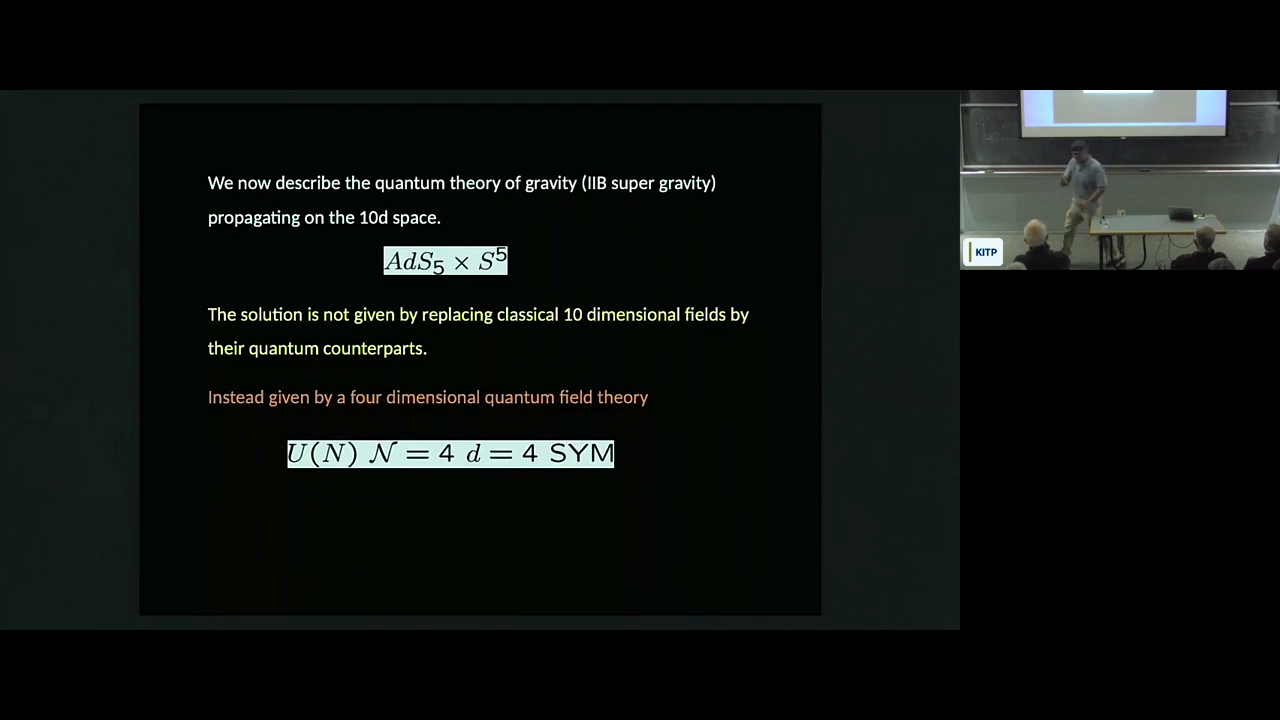 We now describe the quantum theory of gravity (IIB super gravity)
propagating on the 10d space.
AdS₅ × S⁵
The solution is not given by replacing classical 10 dimensional fields by
their quantum counterparts.
Instead given by a four dimensional quantum field theory
U(N) 𝒩 = 4 d = 4 SYM
KITP